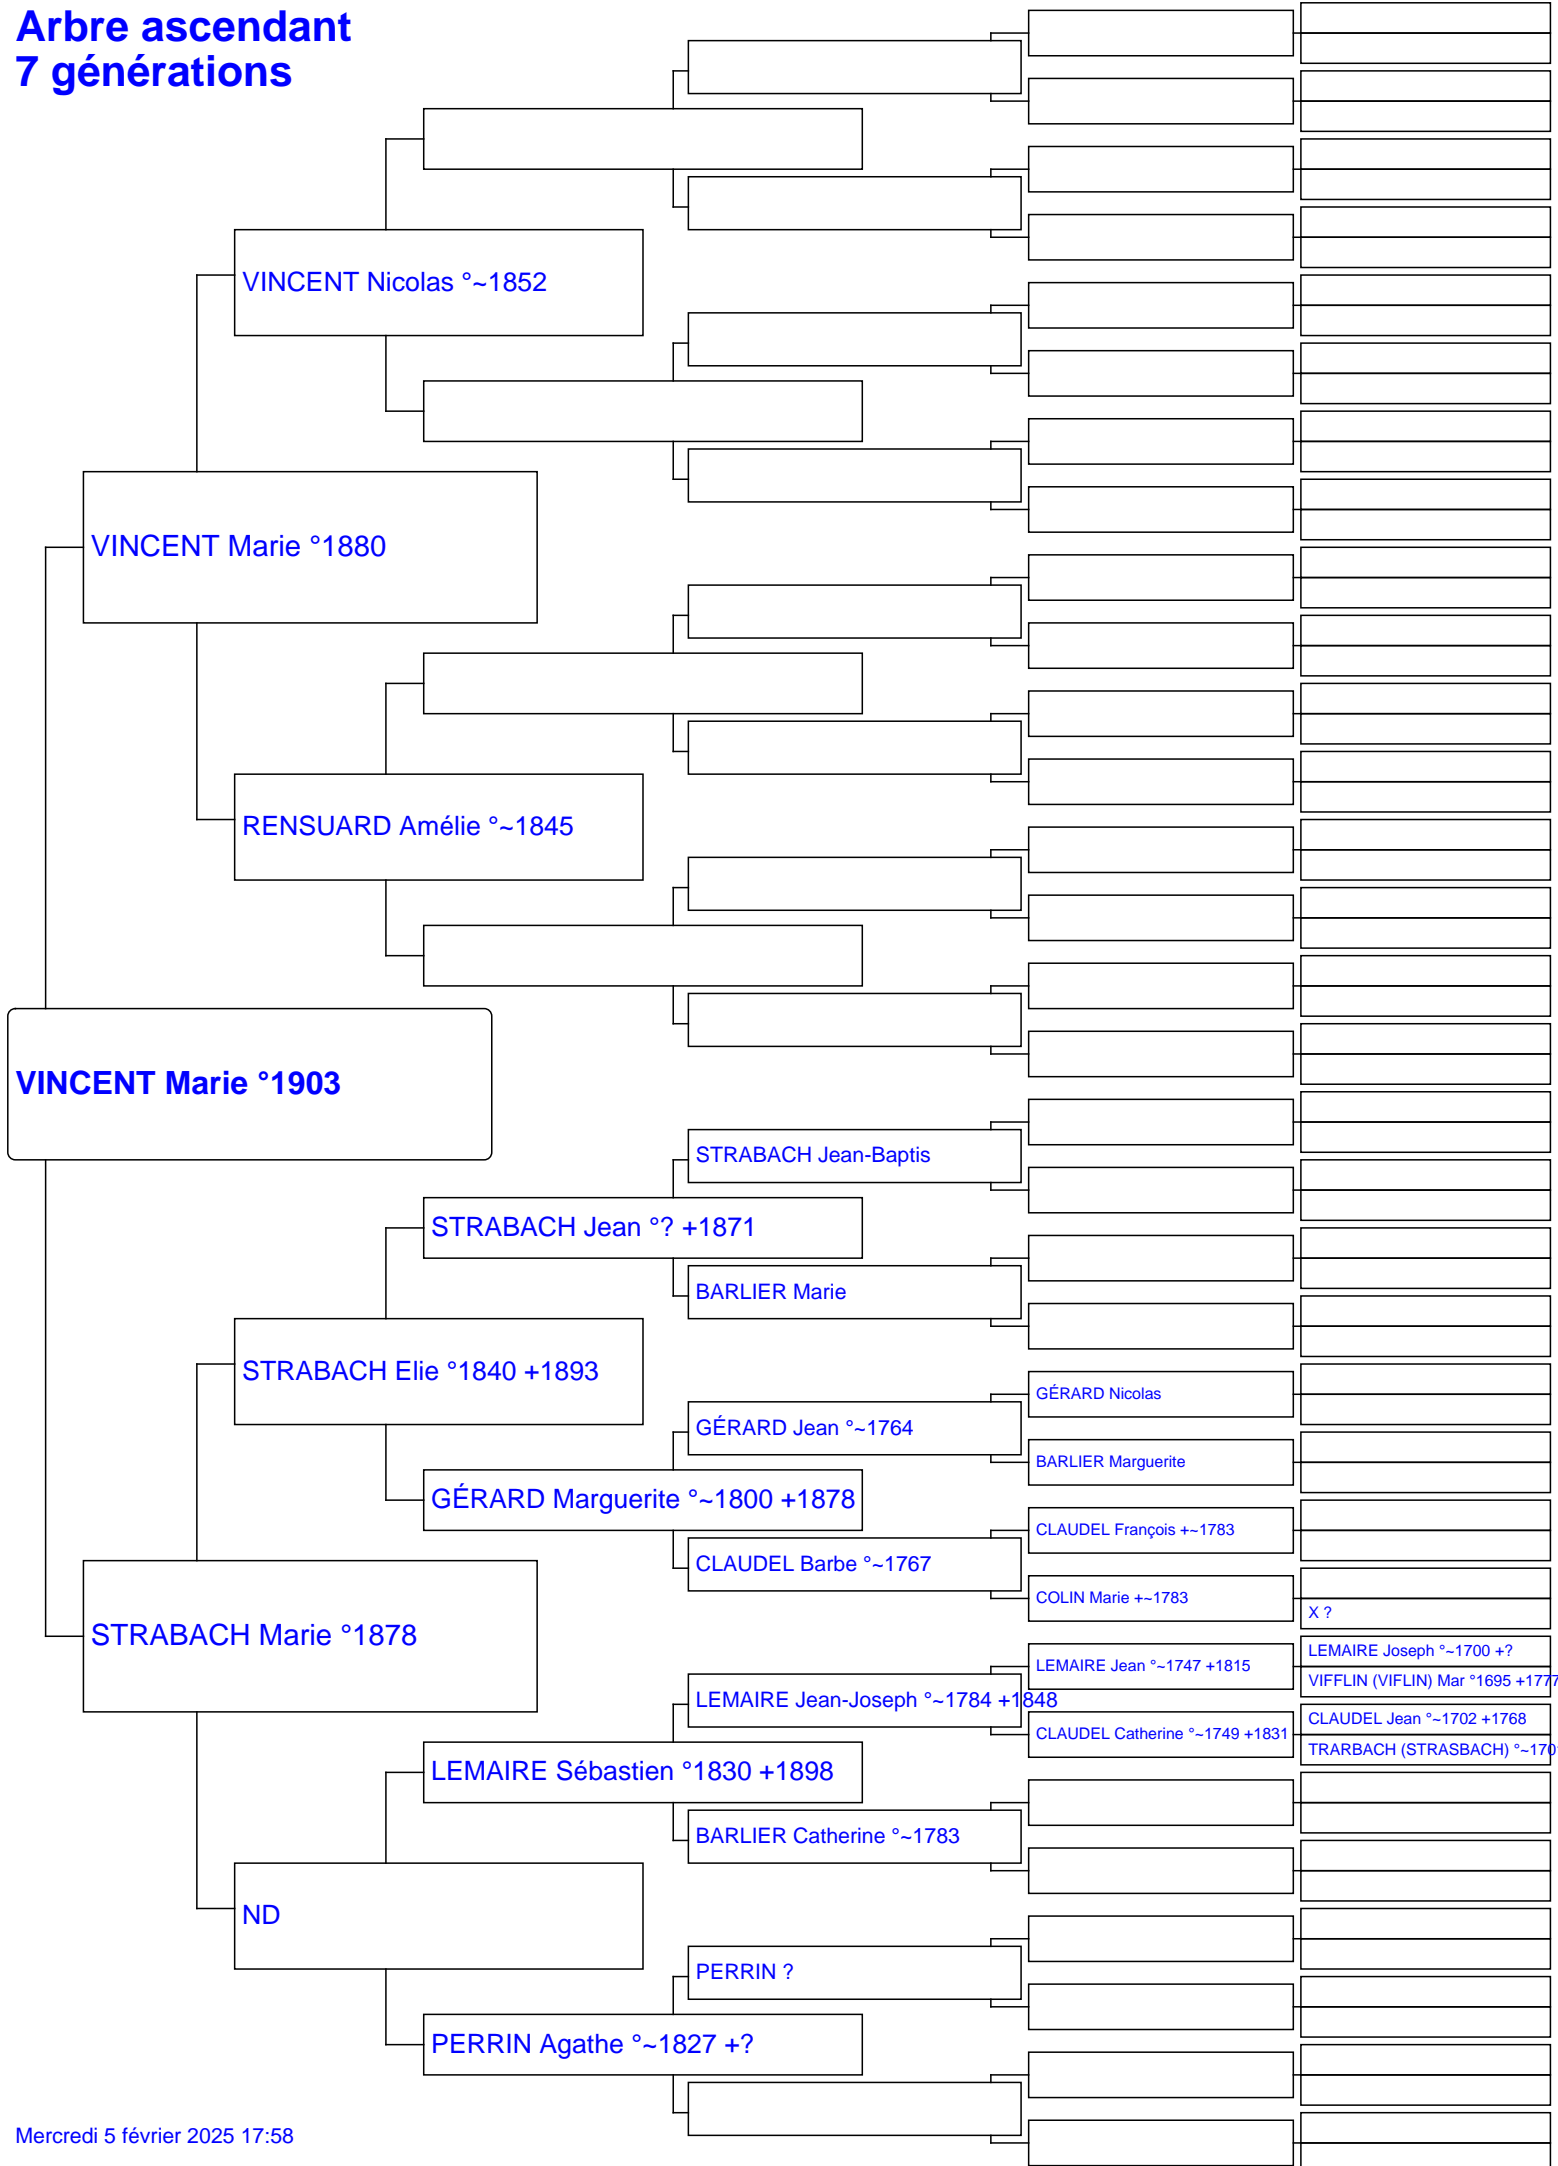 Arbre ascendant
7 générations
VINCENT Nicolas °~1852
VINCENT Marie °1880
RENSUARD Amélie °~1845
VINCENT Marie °1903
STRABACH Jean-Baptis
STRABACH Jean °? +1871
BARLIER Marie
STRABACH Elie °1840 +1893
GÉRARD Nicolas
GÉRARD Jean °~1764
BARLIER Marguerite
GÉRARD Marguerite °~1800 +1878
CLAUDEL François +~1783
CLAUDEL Barbe °~1767
COLIN Marie +~1783
X ?
STRABACH Marie °1878
LEMAIRE Joseph °~1700 +?
LEMAIRE Jean °~1747 +1815
VIFFLIN (VIFLIN) Mar °1695 +1777
LEMAIRE Jean-Joseph °~1784 +1848
CLAUDEL Jean °~1702 +1768
CLAUDEL Catherine °~1749 +1831
TRARBACH (STRASBACH) °~170
LEMAIRE Sébastien °1830 +1898
BARLIER Catherine °~1783
ND
PERRIN ?
PERRIN Agathe °~1827 +?
Mercredi 5 février 2025 17:58